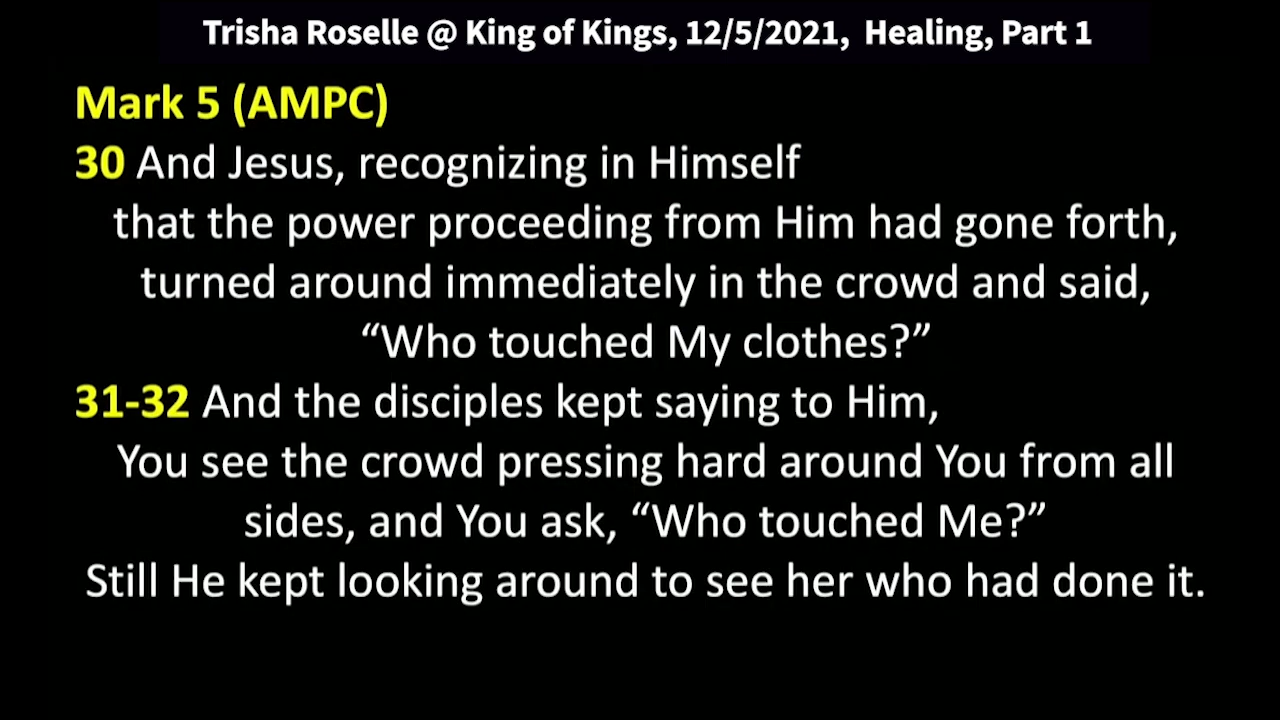 Trisha Roselle @ King of Kings, 12/5/2021,  Healing, Part 1
Mark 5 (AMPC)
30 And Jesus, recognizing in Himself
that the power proceeding from Him had gone forth,
turned around immediately in the crowd and said,
“Who touched My clothes?”
31-32 And the disciples kept saying to Him,
You see the crowd pressing hard around You from all
sides, and You ask, “Who touched Me?”
Still He kept looking around to see her who had done it.